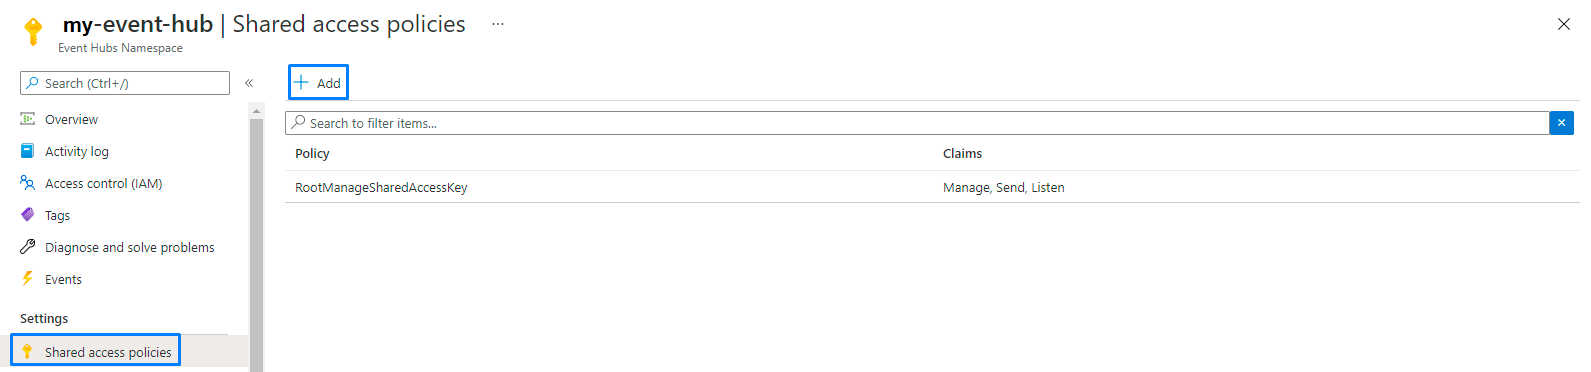 my-event-hub | Shared access policies ...
Event Hubs Namespace
Search (Ctrl+/)
«
Add
Overview
Search to filter items...
Activity log
Policy
Claims
Access control (IAM)
RootManageSharedAccessKey
Manage, Send, Listen
Tags
Diagnose and solve problems
Events
Settings
Shared access policies